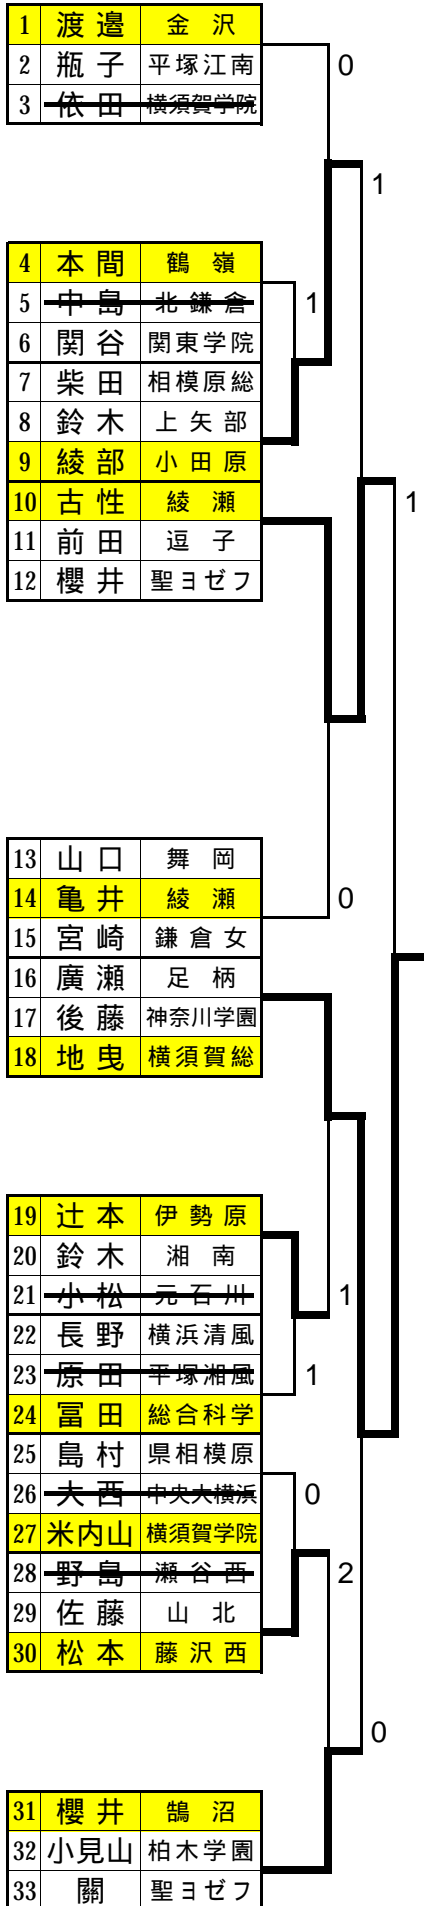 1 渡邉 金沢
0
2 瓶子 平塚江南
3 依田 横須賀学院
1
4 本間 鶴嶺
5 中島 北鎌倉
1
6 関谷 関東学院
7 柴田 相模原総
8 鈴木 上矢部
9 綾部 小田原
10 古性 綾瀬
1
11 前田 逗子
12 櫻井 聖ヨゼフ
13 山口 舞岡
14 亀井 綾瀬
0
15 宮崎 鎌倉女
16 廣瀬 足柄
17 後藤 神奈川学園
18 地曳 横須賀総
19 辻本 伊勢原
20 鈴木 湘南
21 小松 元石川
1
22 長野 横浜清風
23 原田 平塚湘風
1
24 冨田 総合科学
25 島村 県相模原
26 大西 中央大横浜
0
27 米内山 横須賀学院
28 野島 瀬谷西
2
29 佐藤 山北
30 松本 藤沢西
0
31 櫻井 鵠沼
32 小見山 柏木学園
33 關 聖ヨゼフ